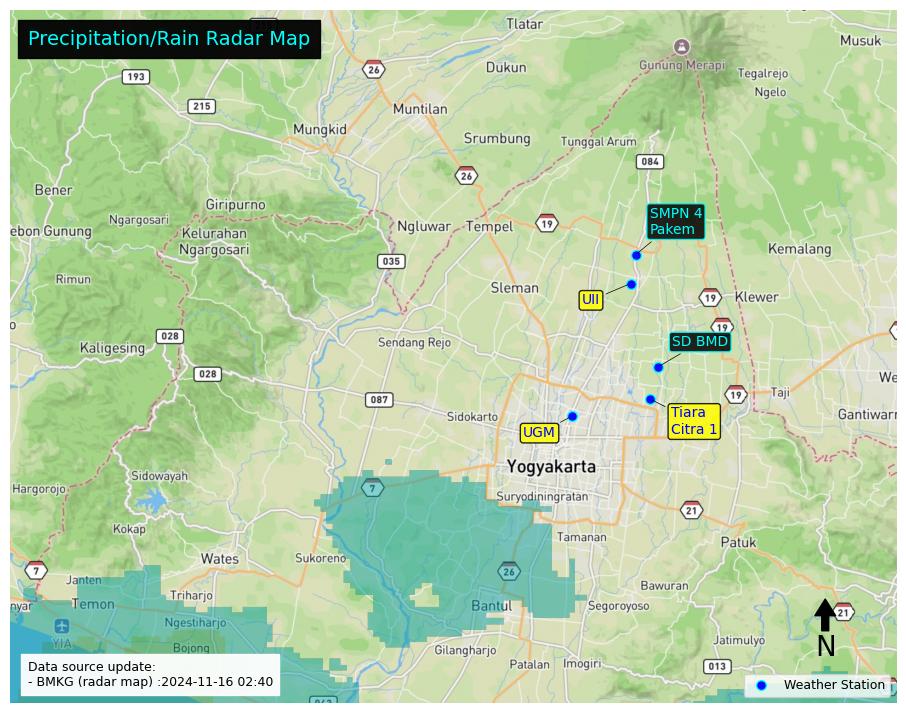 Precipitation/Rain Radar Map
Tlatar
Musuk
26
Gunung Merapi
193
Dukun
Tegalrejo
Ngelo
215
Muntilan
Mungkid
Srumbung
Tunggal Arum
084
26
Bener
Giripurno
SMPN 4
Pakem
Ngargosari
Ngluwar
Tempel
19
ebon Gunung
Kelurahan
Ngargosari
Kemalang
035
Rimun
Sleman
UII
19
Klewer
19
028
Sendang Rejo
SD BMD
Kaligesing
028
We
087
19
Taji
Sidokarto
Tiara
Citra 1
Gantiwarn
UGM
Yogyakarta
Sidowayah
Hargorojo
7
Suryodiningratan
21
Kokap
Tamanan
Patuk
Wates
Sukoreno
7
26
Janten
Bawuran
nyar
Temon
Triharjo
Bantul
Segoroyoso
21
Ngestiharjo
YIA
Jatimulyo
N
Bojong
Gilangharjo
Patalan
Imogiri
013
Data source update:
- BMKG (radar map) :2024-11-16 02:40
Weather Station